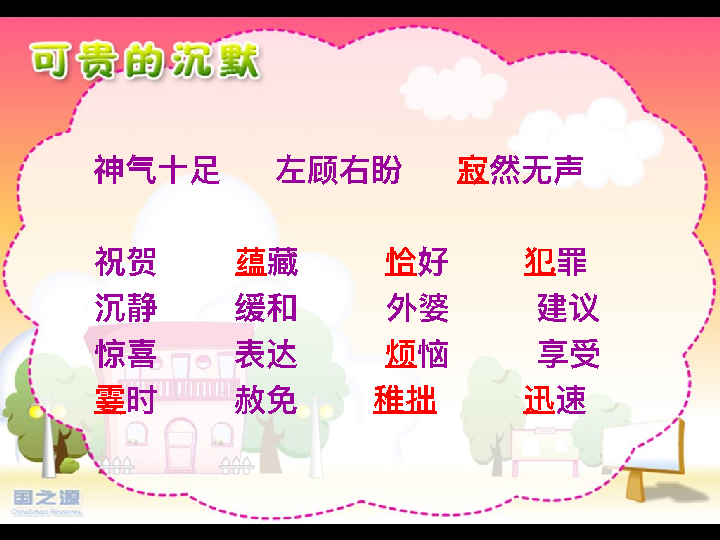 可贵的沉默
神气十足 左顾右盼 寂然无声
祝贺 蕴藏 恰好 犯罪
沉静 缓和 外婆 建议
惊喜 表达 烦恼 享受
霎时 赦免 稚拙 迅速
国之源
ChinaSchool Resources